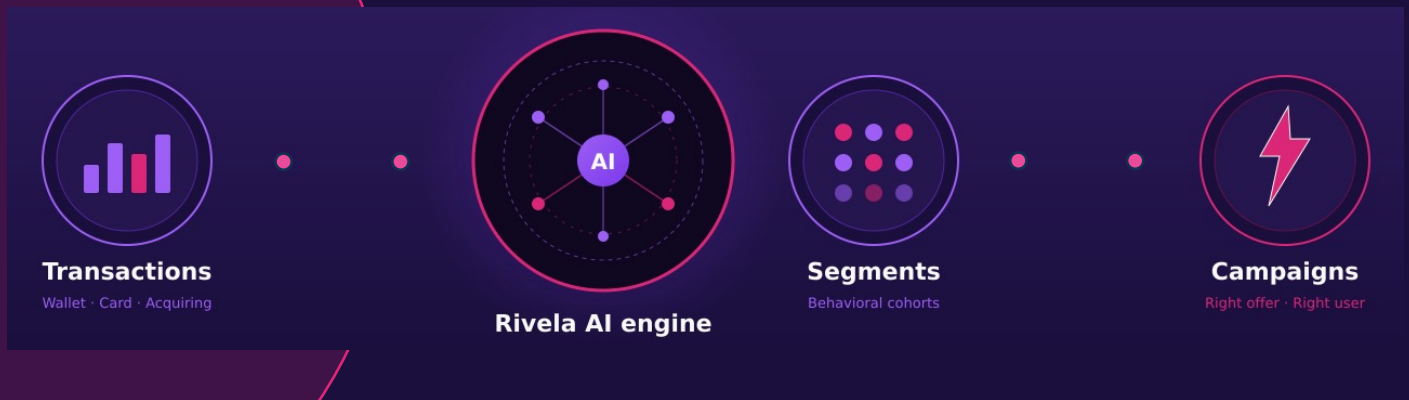 AI
Transactions
Wallet · Card · Acquiring
Rivela AI engine
Segments
Behavioral cohorts
Campaigns
Right offer · Right user